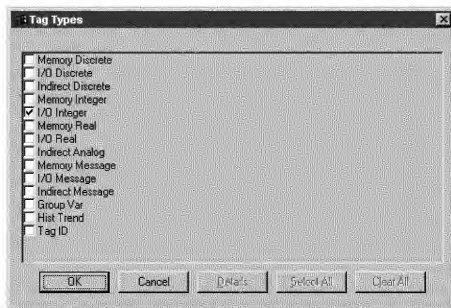 Tag Types
Memory Discrete
I/O Discrete
Indirect Discrete
Memory Integer
I/O Integer
Memory Real
I/O Real
Indirect Analog
Memory Message
I/O Message
Indirect Message
Group Var
Hist Trend
Tag ID
OK Cancel Details Select All Clear All